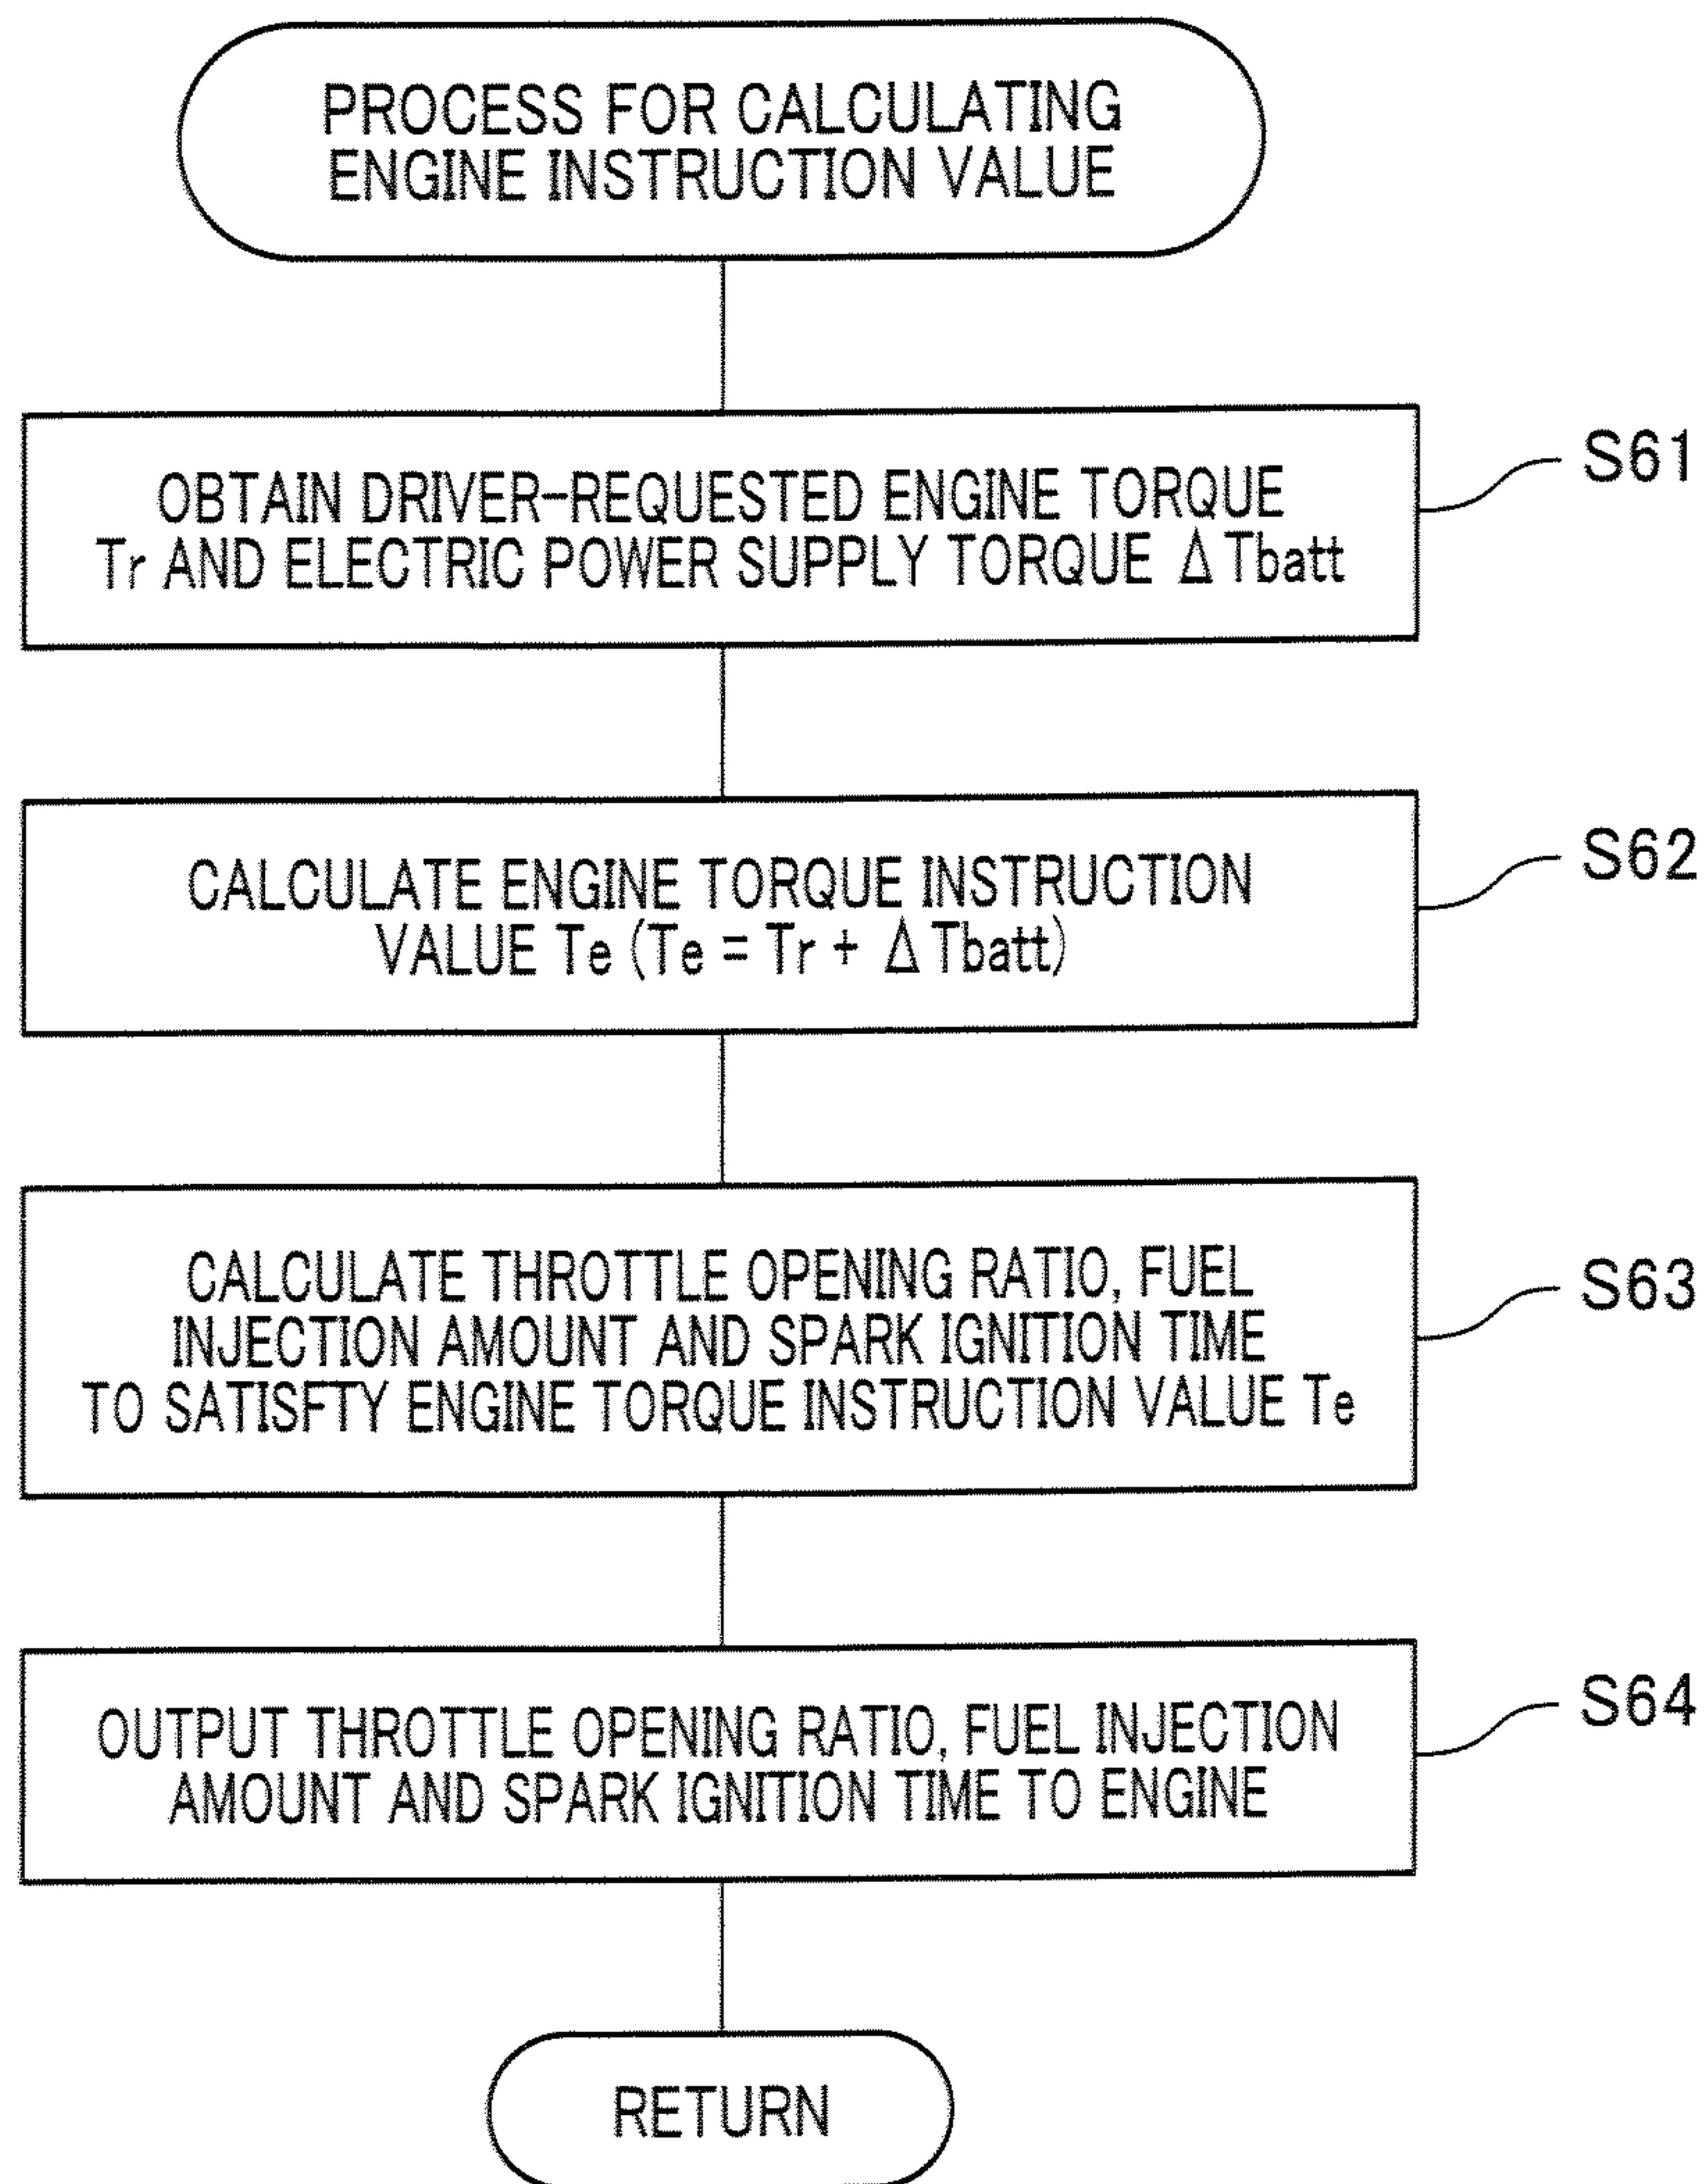 PROCESS FOR CALCULATING
ENGINE INSTRUCTION VALUE
OBTAIN DRIVER-REQUESTED ENGINE TORQUE
Tr AND ELECTRIC POWER SUPPLY TORQUE Δ Tbatt
S61
CALCULATE ENGINE TORQUE INSTRUCTION
VALUE Te (Te = Tr + Δ Tbatt)
S62
CALCULATE THROTTLE OPENING RATIO, FUEL
INJECTION AMOUNT AND SPARK IGNITION TIME
TO SATISFTY ENGINE TORQUE INSTRUCTION VALUE Te
S63
OUTPUT THROTTLE OPENING RATIO, FUEL INJECTION
AMOUNT AND SPARK IGNITION TIME TO ENGINE
S64
RETURN